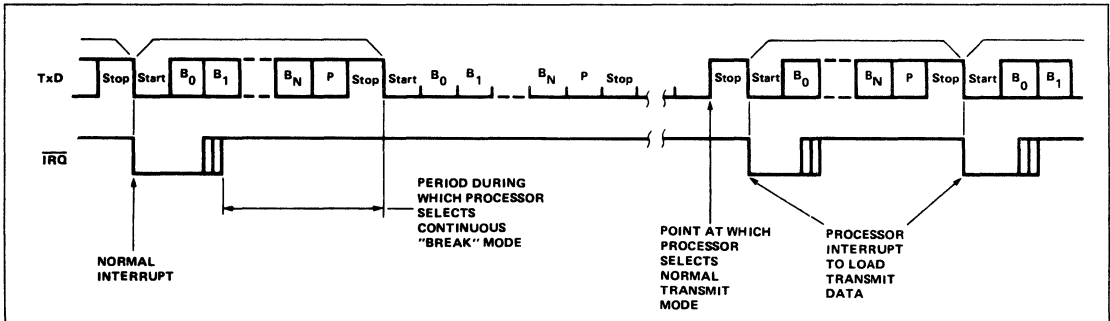 TxD Stop Start B0 B1 BN P Stop Start B0 B1 BN P Stop Stop Start B0 BN P Stop Start B0 B1
IRQ
NORMAL
INTERRUPT
PERIOD DURING
WHICH PROCESSOR
SELECTS
CONTINUOUS
"BREAK" MODE
POINT AT WHICH
PROCESSOR
SELECTS
NORMAL
TRANSMIT
MODE
PROCESSOR
INTERRUPT
TO LOAD
TRANSMIT
DATA